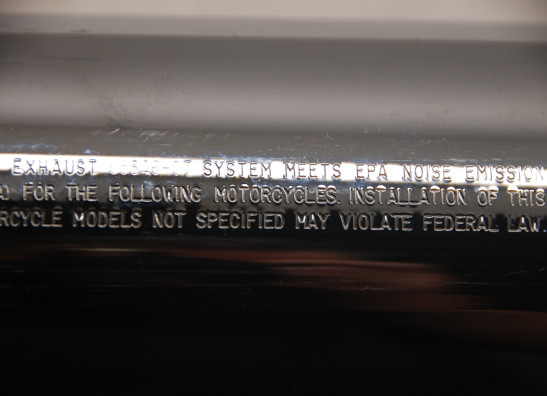 EXHAUST SYSTEM MEETS EPA NOISE EMISSION
FOR THE FOLLOWING MOTORCYCLES. INSTALLATION OF THIS
RCYCLE MODELS NOT SPECIFIED MAY VIOLATE FEDERAL LAW.